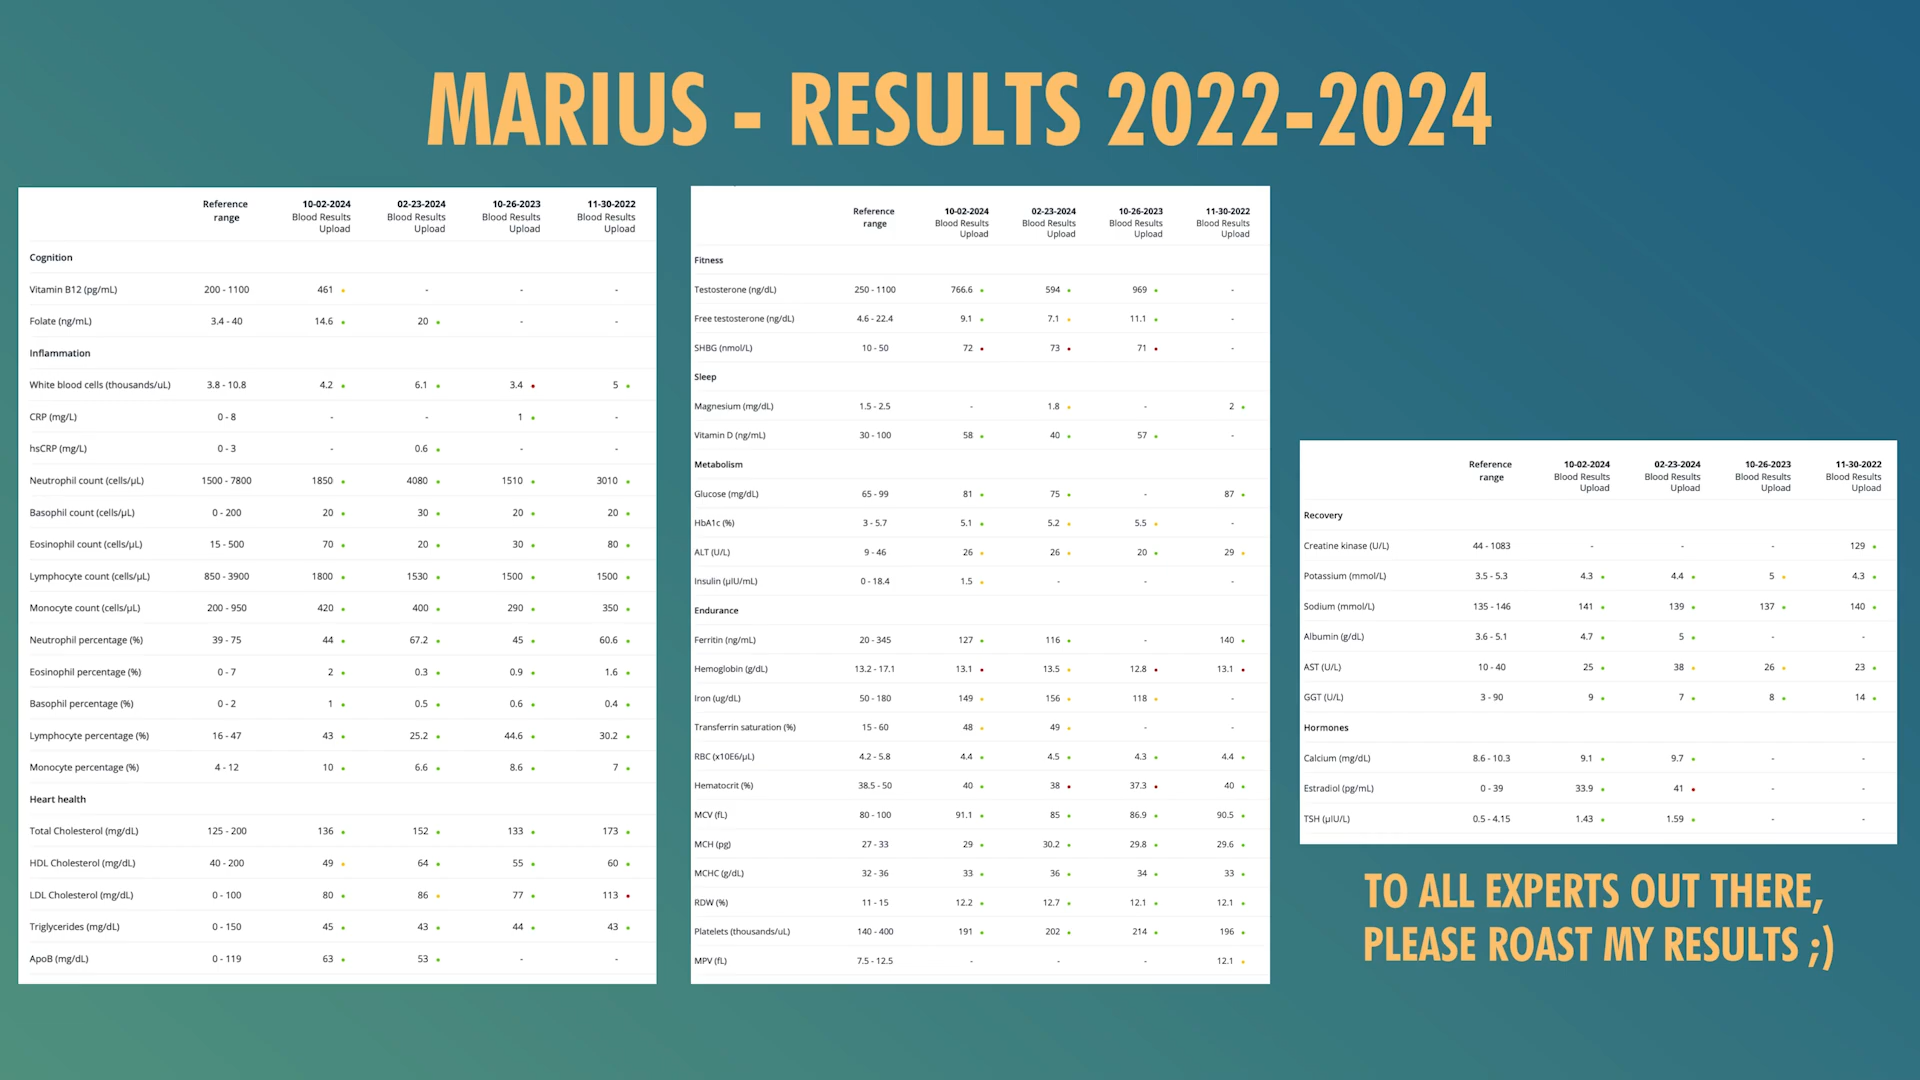 MARIUS - RESULTS 2022-2024
Reference range 10-02-2024 Blood Results Upload 02-23-2024 Blood Results Upload 10-26-2023 Blood Results Upload 11-30-2022 Blood Results Upload
Cognition
Vitamin B12 (pg/mL) 200 - 1100 461 - - -
Folate (ng/mL) 3.4 - 40 14.6 20 - -
Inflammation
White blood cells (thousands/uL) 3.8 - 10.8 4.2 6.1 3.4 5
CRP (mg/L) 0 - 8 - - 1 -
hsCRP (mg/L) 0 - 3 - 0.6 - -
Neutrophil count (cells/µL) 1500 - 7800 1850 4080 1510 3010
Basophil count (cells/µL) 0 - 200 20 30 20 20
Eosinophil count (cells/µL) 15 - 500 70 20 30 80
Lymphocyte count (cells/µL) 850 - 3900 1800 1530 1500 1500
Monocyte count (cells/µL) 200 - 950 420 400 290 350
Neutrophil percentage (%) 39 - 75 44 67.2 45 60.6
Eosinophil percentage (%) 0 - 7 2 0.3 0.9 1.6
Basophil percentage (%) 0 - 2 1 0.5 0.6 0.4
Lymphocyte percentage (%) 16 - 47 43 25.2 44.6 30.2
Monocyte percentage (%) 4 - 12 10 6.6 8.6 7
Heart health
Total Cholesterol (mg/dL) 125 - 200 136 152 133 173
HDL Cholesterol (mg/dL) 40 - 200 49 64 55 60
LDL Cholesterol (mg/dL) 0 - 100 80 86 77 113
Triglycerides (mg/dL) 0 - 150 45 43 44 43
ApoB (mg/dL) 0 - 119 63 53 - -
Reference range 10-02-2024 Blood Results Upload 02-23-2024 Blood Results Upload 10-26-2023 Blood Results Upload 11-30-2022 Blood Results Upload
Fitness
Testosterone (ng/dL) 250 - 1100 766.6 594 969 -
Free testosterone (ng/dL) 4.6 - 22.4 9.1 7.1 11.1 -
SHBG (nmol/L) 10 - 50 72 73 71 -
Sleep
Magnesium (mg/dL) 1.5 - 2.5 - 1.8 - 2
Vitamin D (ng/mL) 30 - 100 58 40 57 -
Metabolism
Glucose (mg/dL) 65 - 99 81 75 - 87
HbA1c (%) 3 - 5.7 5.1 5.2 5.5 -
ALT (U/L) 9 - 46 26 26 20 29
Insulin (µIU/mL) 0 - 18.4 1.5 - - -
Endurance
Ferritin (ng/mL) 20 - 345 127 116 - 140
Hemoglobin (g/dL) 13.2 - 17.1 13.1 13.5 12.8 13.1
Iron (ug/dL) 50 - 180 149 156 118 -
Transferrin saturation (%) 15 - 60 48 49 - -
RBC (x10E6/µL) 4.2 - 5.8 4.4 4.5 4.3 4.4
Hematocrit (%) 38.5 - 50 40 38 37.3 40
MCV (fL) 80 - 100 91.1 85 86.9 90.5
MCH (pg) 27 - 33 29 30.2 29.8 29.6
MCHC (g/dL) 32 - 36 33 36 34 33
RDW (%) 11 - 15 12.2 12.7 12.1 12.1
Platelets (thousands/uL) 140 - 400 191 202 214 196
MPV (fL) 7.5 - 12.5 - - - 12.1
Reference range 10-02-2024 Blood Results Upload 02-23-2024 Blood Results Upload 10-26-2023 Blood Results Upload 11-30-2022 Blood Results Upload
Recovery
Creatine kinase (U/L) 44 - 1083 - - - 129
Potassium (mmol/L) 3.5 - 5.3 4.3 4.4 5 4.3
Sodium (mmol/L) 135 - 146 141 139 137 140
Albumin (g/dL) 3.6 - 5.1 4.7 5 - -
AST (U/L) 10 - 40 25 38 26 23
GGT (U/L) 3 - 90 9 7 8 14
Hormones
Calcium (mg/dL) 8.6 - 10.3 9.1 9.7 - -
Estradiol (pg/mL) 0 - 39 33.9 41 - -
TSH (µIU/L) 0.5 - 4.15 1.43 1.59 - -
TO ALL EXPERTS OUT THERE,
PLEASE ROAST MY RESULTS ;)